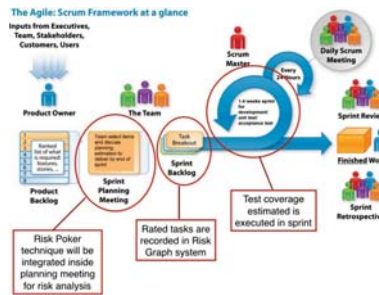 The Agile: Scrum Framework at a glance
Inputs from Executives,
Team, Stakeholders,
Customers, Users
Product Owner
The Team
Scrum
Master
Daily Scrum
Meeting
Every
24 Hours
1-4 weeks sprint
for
development
Ranked
list of what
is required:
features,
stories, ...
Product
Backlog
Team select items
and discuss
planning
estimation to
deliver to end of
sprint
Sprint
Planning
Meeting
Task
Breakout
Sprint
Backlog
Sprint Revie
Finished Wo
Sprint
Retrospecti
Risk Poker
technique will be
integrated inside
planning meeting
for risk analysis
Rated tasks are
recorded in Risk
Graph system
Test coverage
estimated is
executed in sprint